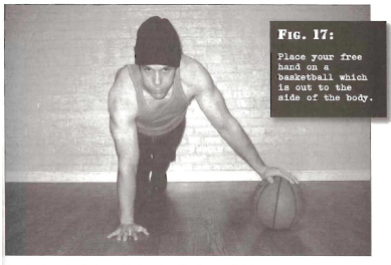 FIG. 17:
Place your free
hand on a
basketball which
is out to the
side of the body.